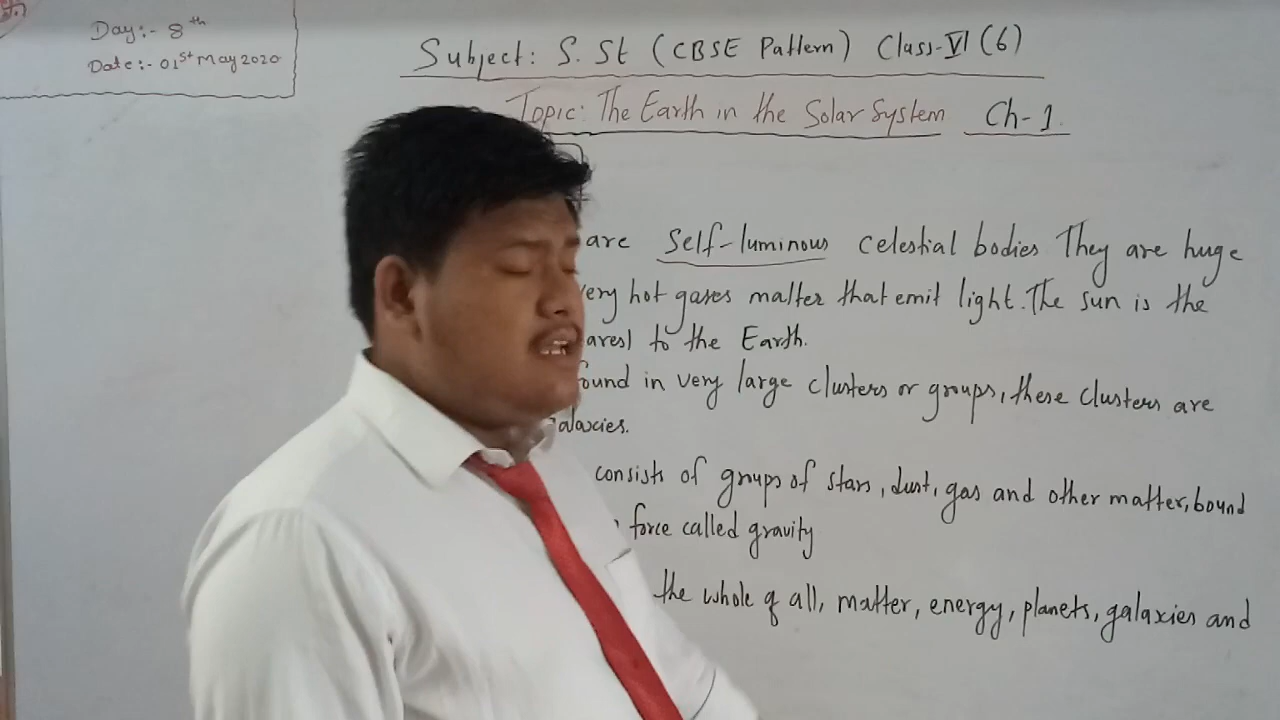 Day:- 8th
Date:- 01st May 2020
Subject: S. St (CBSE Pattern) Class-VI (6)
Topic: The Earth in the Solar System Ch-1.
are Self-luminous celestial bodies They are huge
very hot gases matter that emit light. The sun is the
arest to the Earth.
ound in very large clusters or groups, these clusters are
alaxies.
consists of groups of stars, dust, gas and other matter, bound
force called gravity
the whole of all, matter, energy, planets, galaxies and